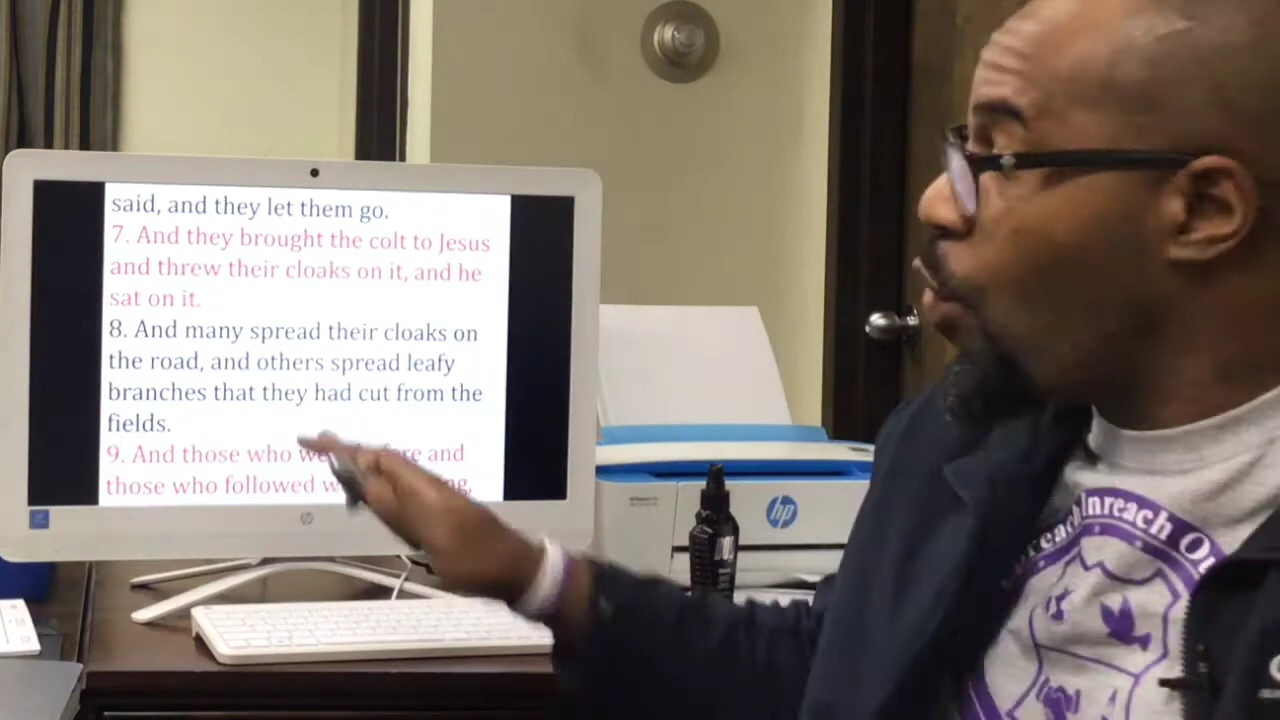 said, and they let them go.
7. And they brought the colt to Jesus
and threw their cloaks on it, and he
sat on it.
8. And many spread their cloaks on
the road, and others spread leafy
branches that they had cut from the
fields.
9. And those who and
those who followed
hp
hp
Inreach